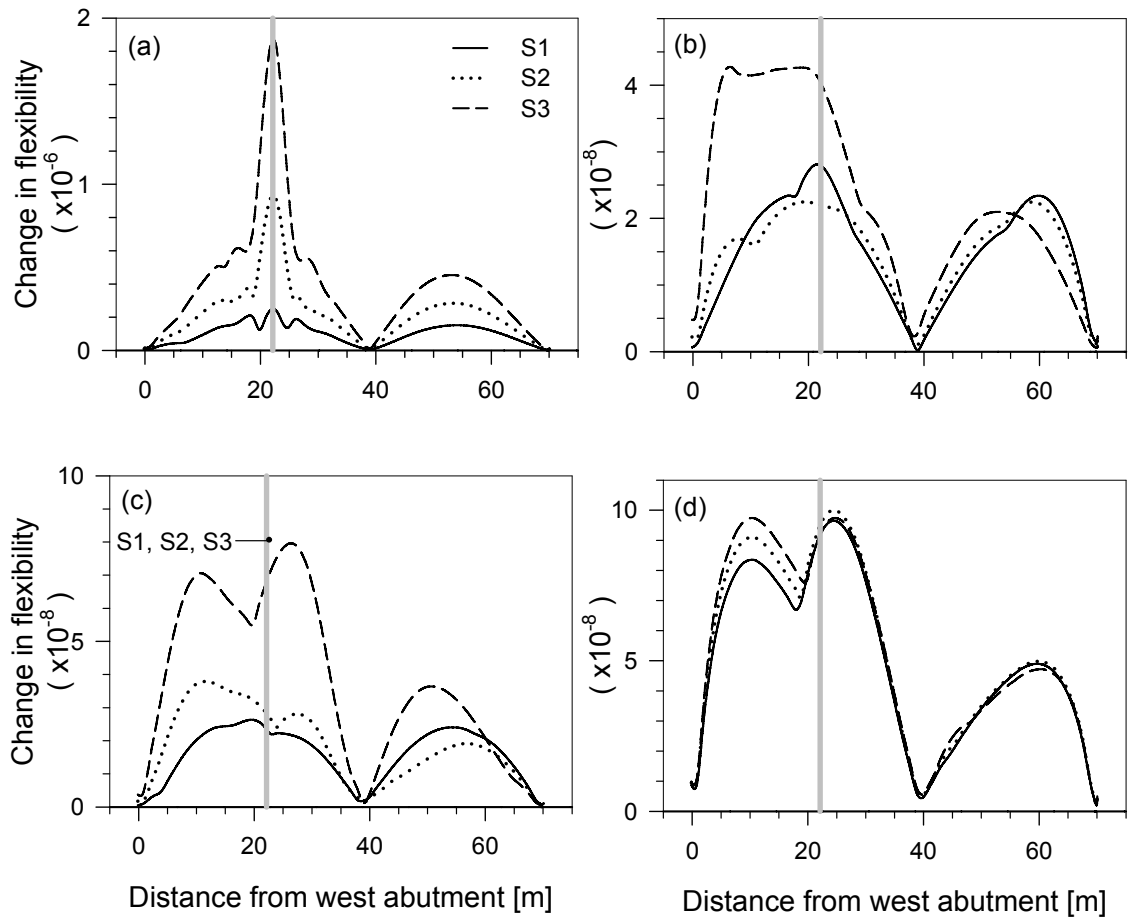 (a)
S1
S2
S3
2
1
0
Change in flexibility
( x10⁻⁶ )
0 20 40 60
(b)
4
2
0
( x10⁻⁸ )
0 20 40 60
(c)
S1, S2, S3
10
5
0
Change in flexibility
( x10⁻⁸ )
0 20 40 60
Distance from west abutment [m]
(d)
10
5
0
( x10⁻⁸ )
0 20 40 60
Distance from west abutment [m]